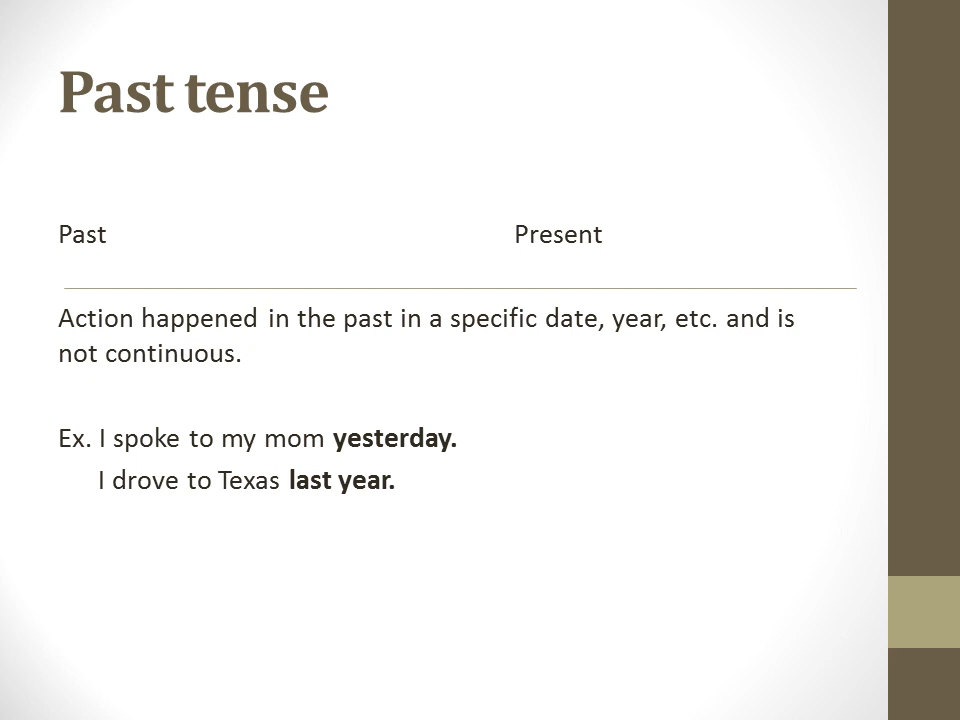 Past tense
Past Present
Action happened in the past in a specific date, year, etc. and is
not continuous.
Ex. I spoke to my mom yesterday.
I drove to Texas last year.